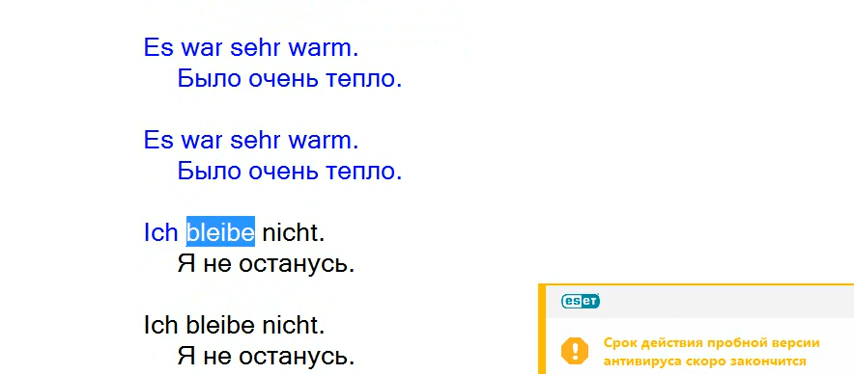 Es war sehr warm.
Было очень тепло.
Es war sehr warm.
Было очень тепло.
Ich bleibe nicht.
Я не останусь.
Ich bleibe nicht.
Я не останусь.
eset
Срок действия пробной версии
антивируса скоро закончится